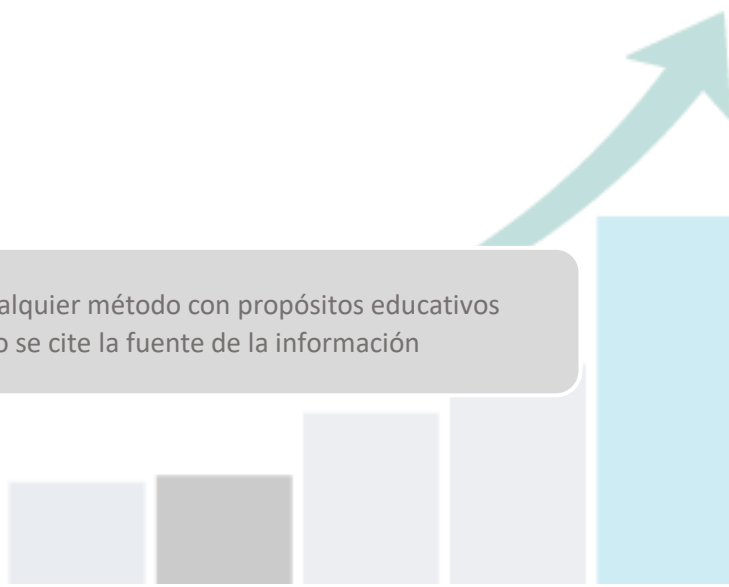 alquier método con propósitos educativos
o se cite la fuente de la información